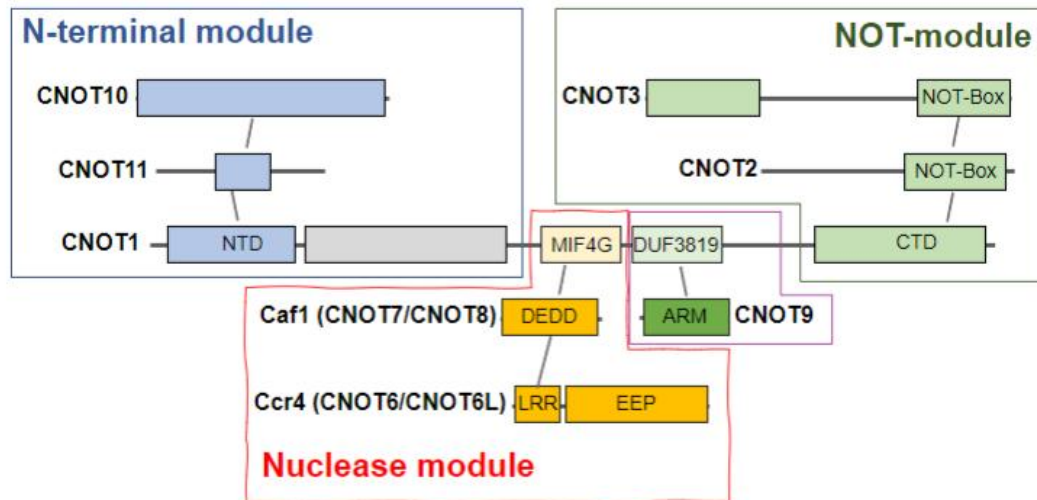 N-terminal module
NOT-module
CNOT10
CNOT3
NOT-Box
CNOT11
CNOT2
NOT-Box
CNOT1
NTD
MIF4G
DUF3819
CTD
Caf1 (CNOT7/CNOT8)
DEDD
ARM
CNOT9
Ccr4 (CNOT6/CNOT6L)
LRR
EEP
Nuclease module